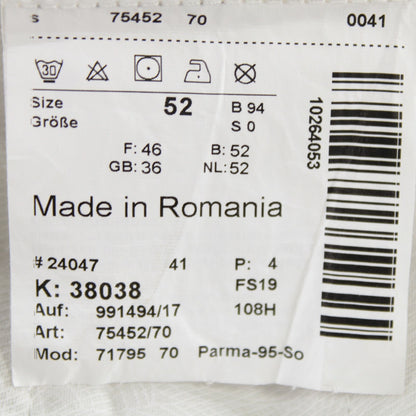 s 75452 70 0041
30
Size 52 B 94
Größe S 0
F: 46 B: 52
GB: 36 NL: 52
10264053
Made in Romania
# 24047 41 P: 4
K: 38038 FS19
Auf: 991494/17 108H
Art: 75452/70
Mod: 71795 70 Parma-95-So